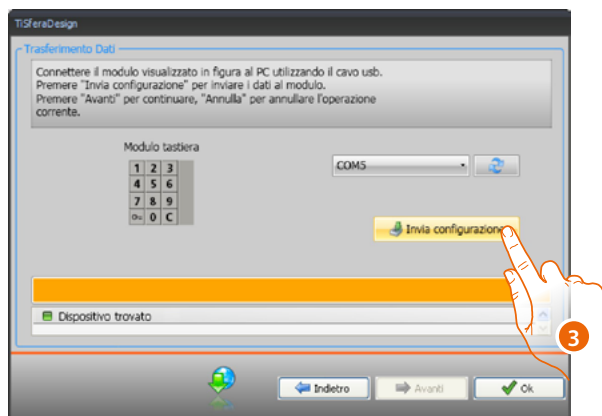 TiSferaDesign
Trasferimento Dati
Connettere il modulo visualizzato in figura al PC utilizzando il cavo usb.
Premere "Invia configurazione" per inviare i dati al modulo.
Premere "Avanti" per continuare, "Annulla" per annullare l'operazione
corrente.
Modulo tastiera
1 2 3
4 5 6
7 8 9
0 C
COM5
Invia configurazione
Dispositivo trovato
3
Indietro
Avanti
Ok